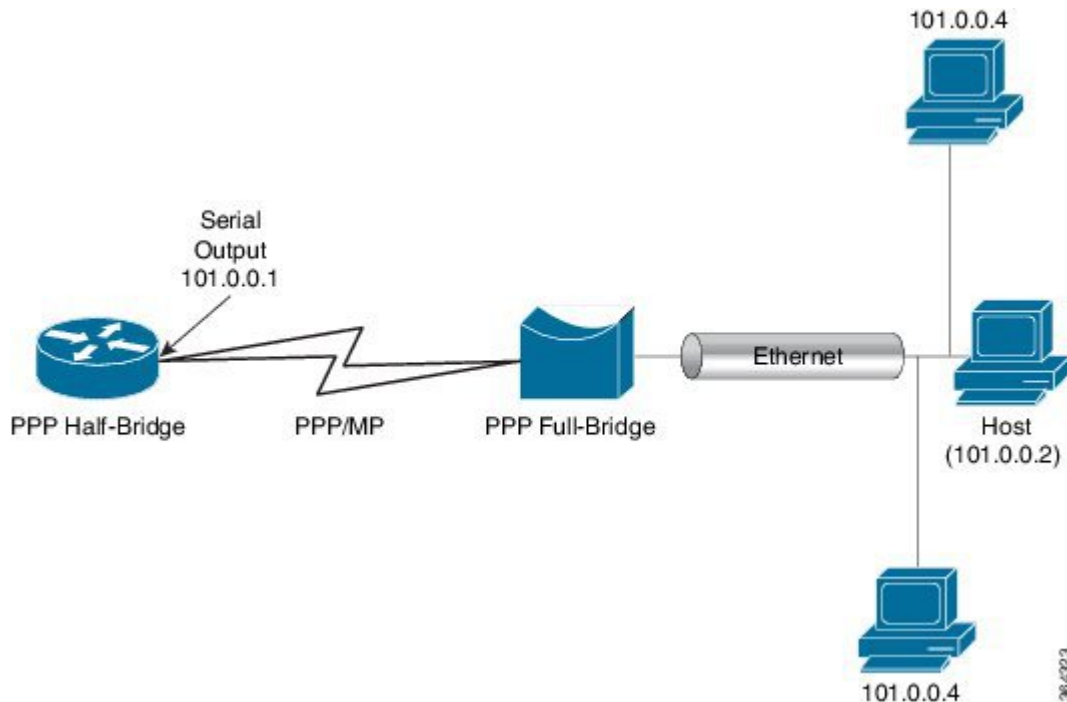 101.0.0.4
Serial
Output
101.0.0.1
Ethernet
PPP Half-Bridge
PPP/MP
PPP Full-Bridge
Host
(101.0.0.2)
101.0.0.4
364323